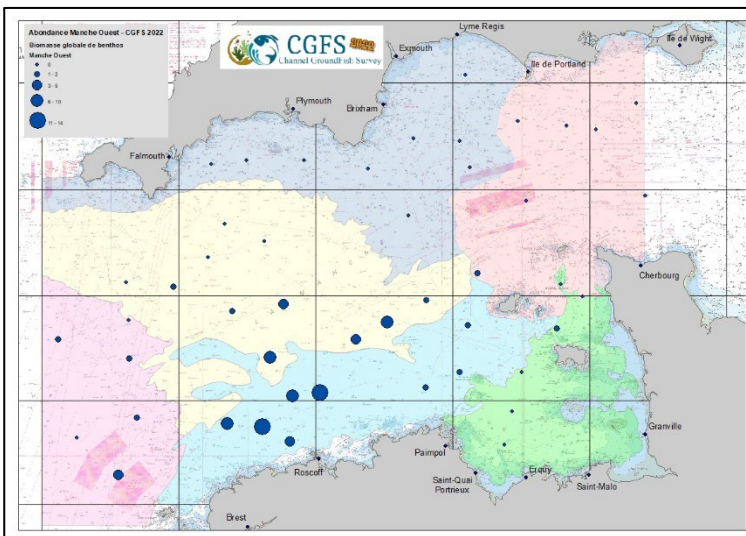 Abondance Manche Ouest - CGFS 2022
Biomasse globale de benthos
Manche Ouest
0
1 - 2
3 - 5
6 - 10
11 - 14
CGFS 2022
Channel GroundFish Survey
Lyme Regis
Ile de Wight
Exmouth
Ile de Portland
Plymouth
Brixham
Falmouth
Cherbourg
Granville
Paimpol
Roscoff
Saint-Quai
Portrieux
Erquy
Saint-Malo
Brest